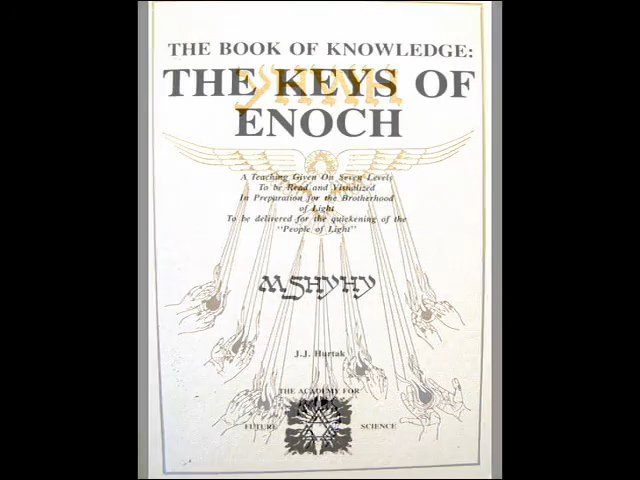 THE BOOK OF KNOWLEDGE:
THE KEYS OF
YHWH
ENOCH
A Teaching Given On Seven Levels
To be Read and Visualized
In Preparation for the Brotherhood
of Light
To be delivered for the quickening of the
"People of Light"
MSHYHY
J.J. Hurtak
THE ACADEMY FOR
FUTURE SCIENCE